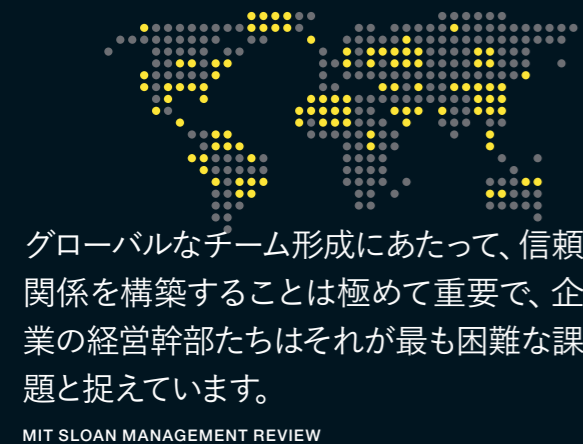 グローバルなチーム形成にあたって、信頼
関係を構築することは極めて重要で、企
業の経営幹部たちはそれが最も困難な課
題と捉えています。
MIT SLOAN MANAGEMENT REVIEW